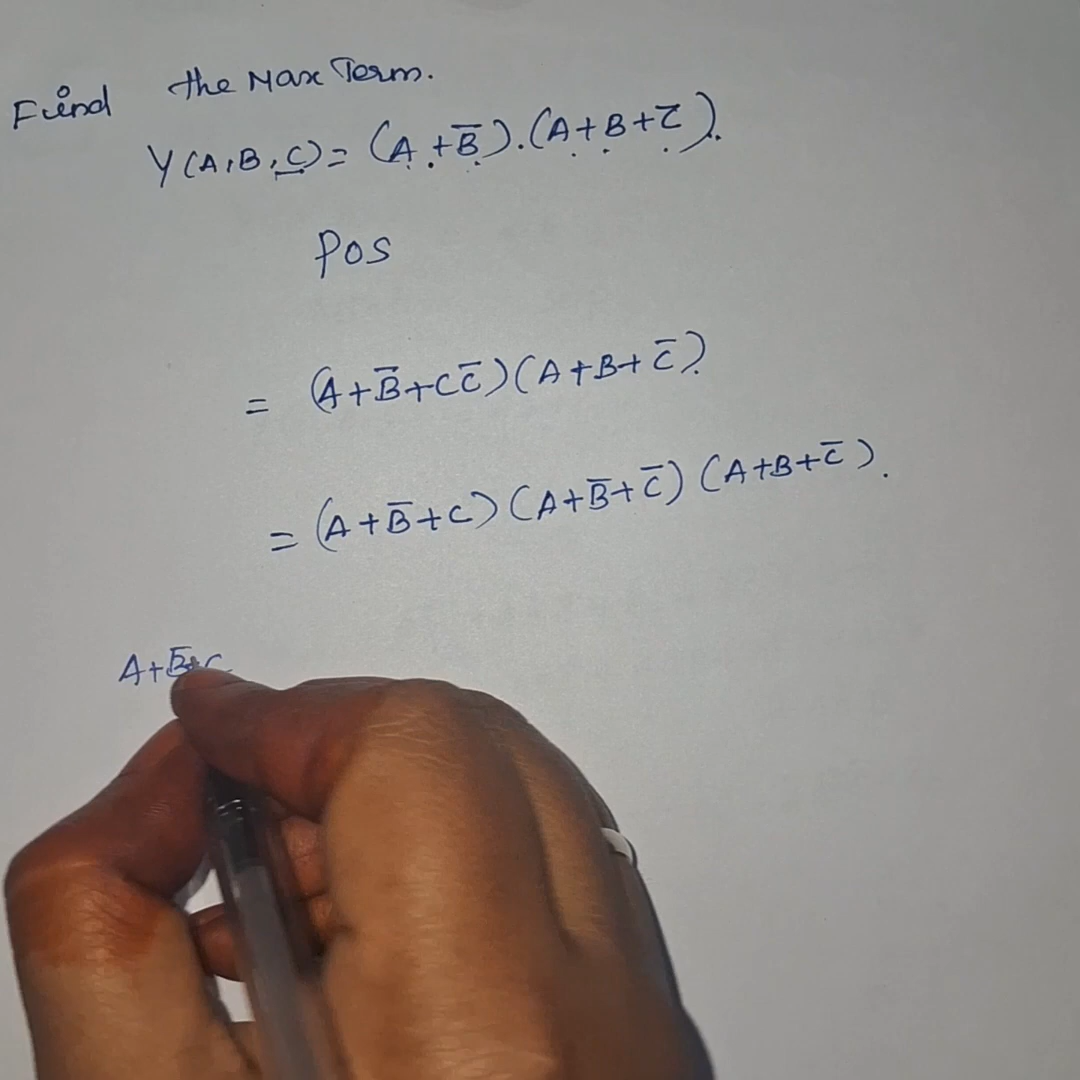 Find the Max Term.
Y(A,B,C) = (A+B̅).(A+B+C̅).
POS
= (A+B̅+CC̅)(A+B+C̅).
= (A+B̅+C)(A+B̅+C̅)(A+B+C̅).
A+B̅+C